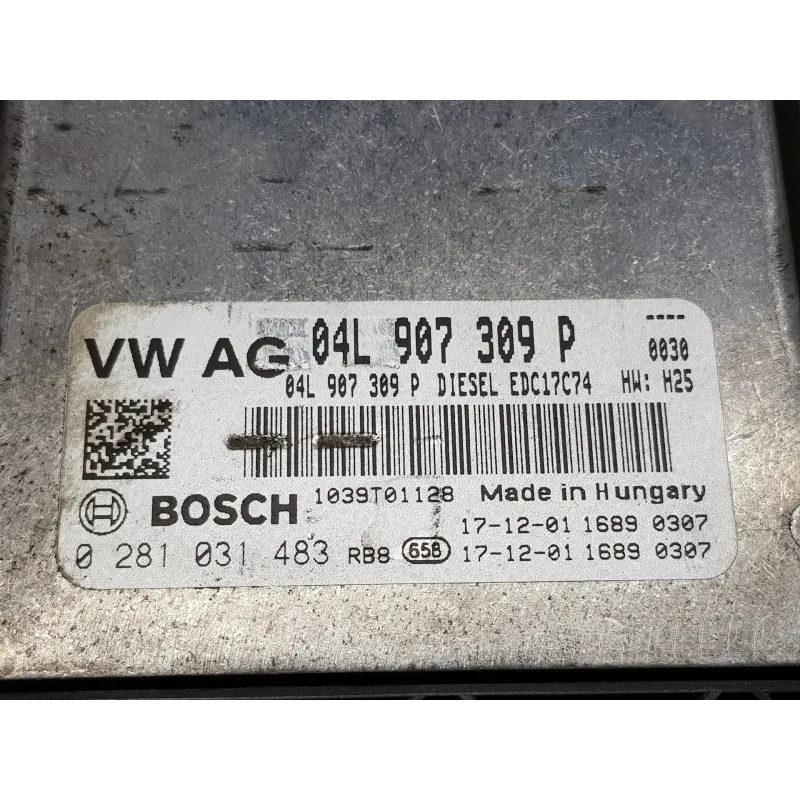 VW AG 04L 907 309 P ----
0030
04L 907 309 P DIESEL EDC17C74 HW: H25
BOSCH 1039T01128 Made in Hungary
17-12-01 1689 0307
0 281 031 483 RB8 658 17-12-01 1689 0307